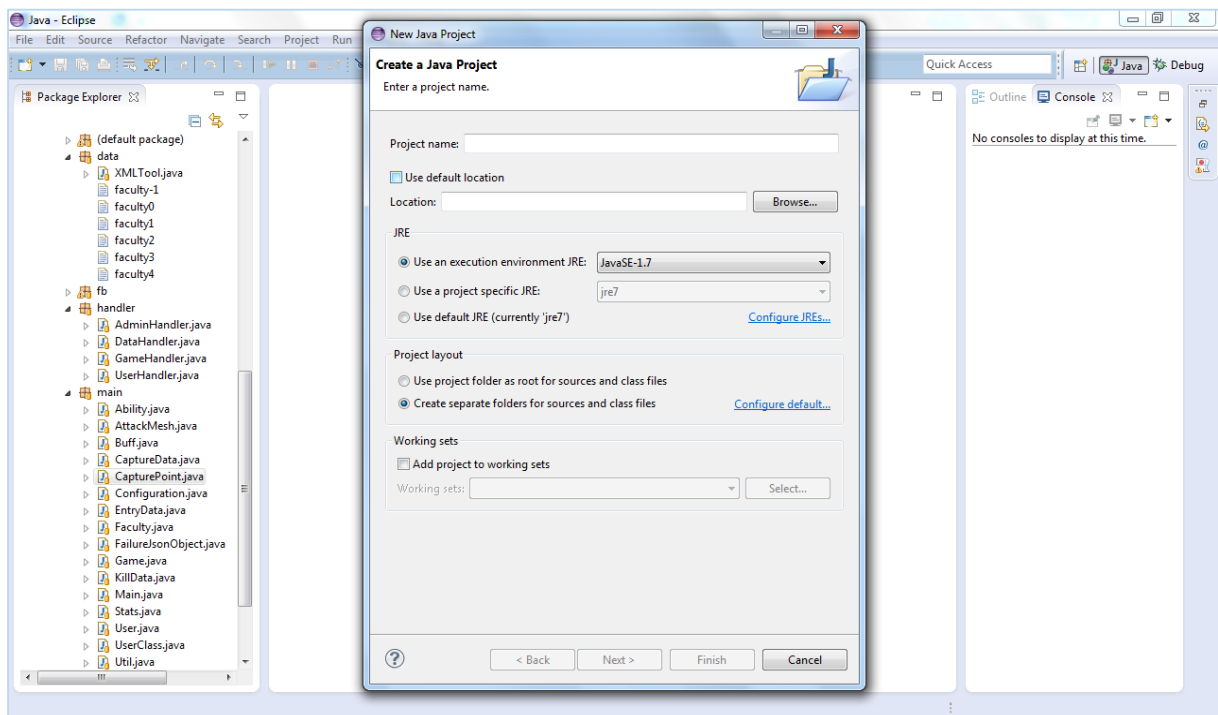 Java - Eclipse
File Edit Source Refactor Navigate Search Project Run
Quick Access
Java
Debug
Package Explorer
(default package)
data
XMLTool.java
faculty-1
faculty0
faculty1
faculty2
faculty3
faculty4
fb
handler
AdminHandler.java
DataHandler.java
GameHandler.java
UserHandler.java
main
Ability.java
AttackMesh.java
Buff.java
CaptureData.java
CapturePoint.java
Configuration.java
EntryData.java
Faculty.java
FailureJsonObject.java
Game.java
KillData.java
Main.java
Stats.java
User.java
UserClass.java
Util.java
New Java Project
Create a Java Project
Enter a project name.
Project name:
Use default location
Location: Browse...
JRE
Use an execution environment JRE: JavaSE-1.7
Use a project specific JRE: jre7
Use default JRE (currently 'jre7') Configure JREs...
Project layout
Use project folder as root for sources and class files
Create separate folders for sources and class files Configure default...
Working sets
Add project to working sets
Working sets: Select...
? < Back Next > Finish Cancel
Outline Console
No consoles to display at this time.
@